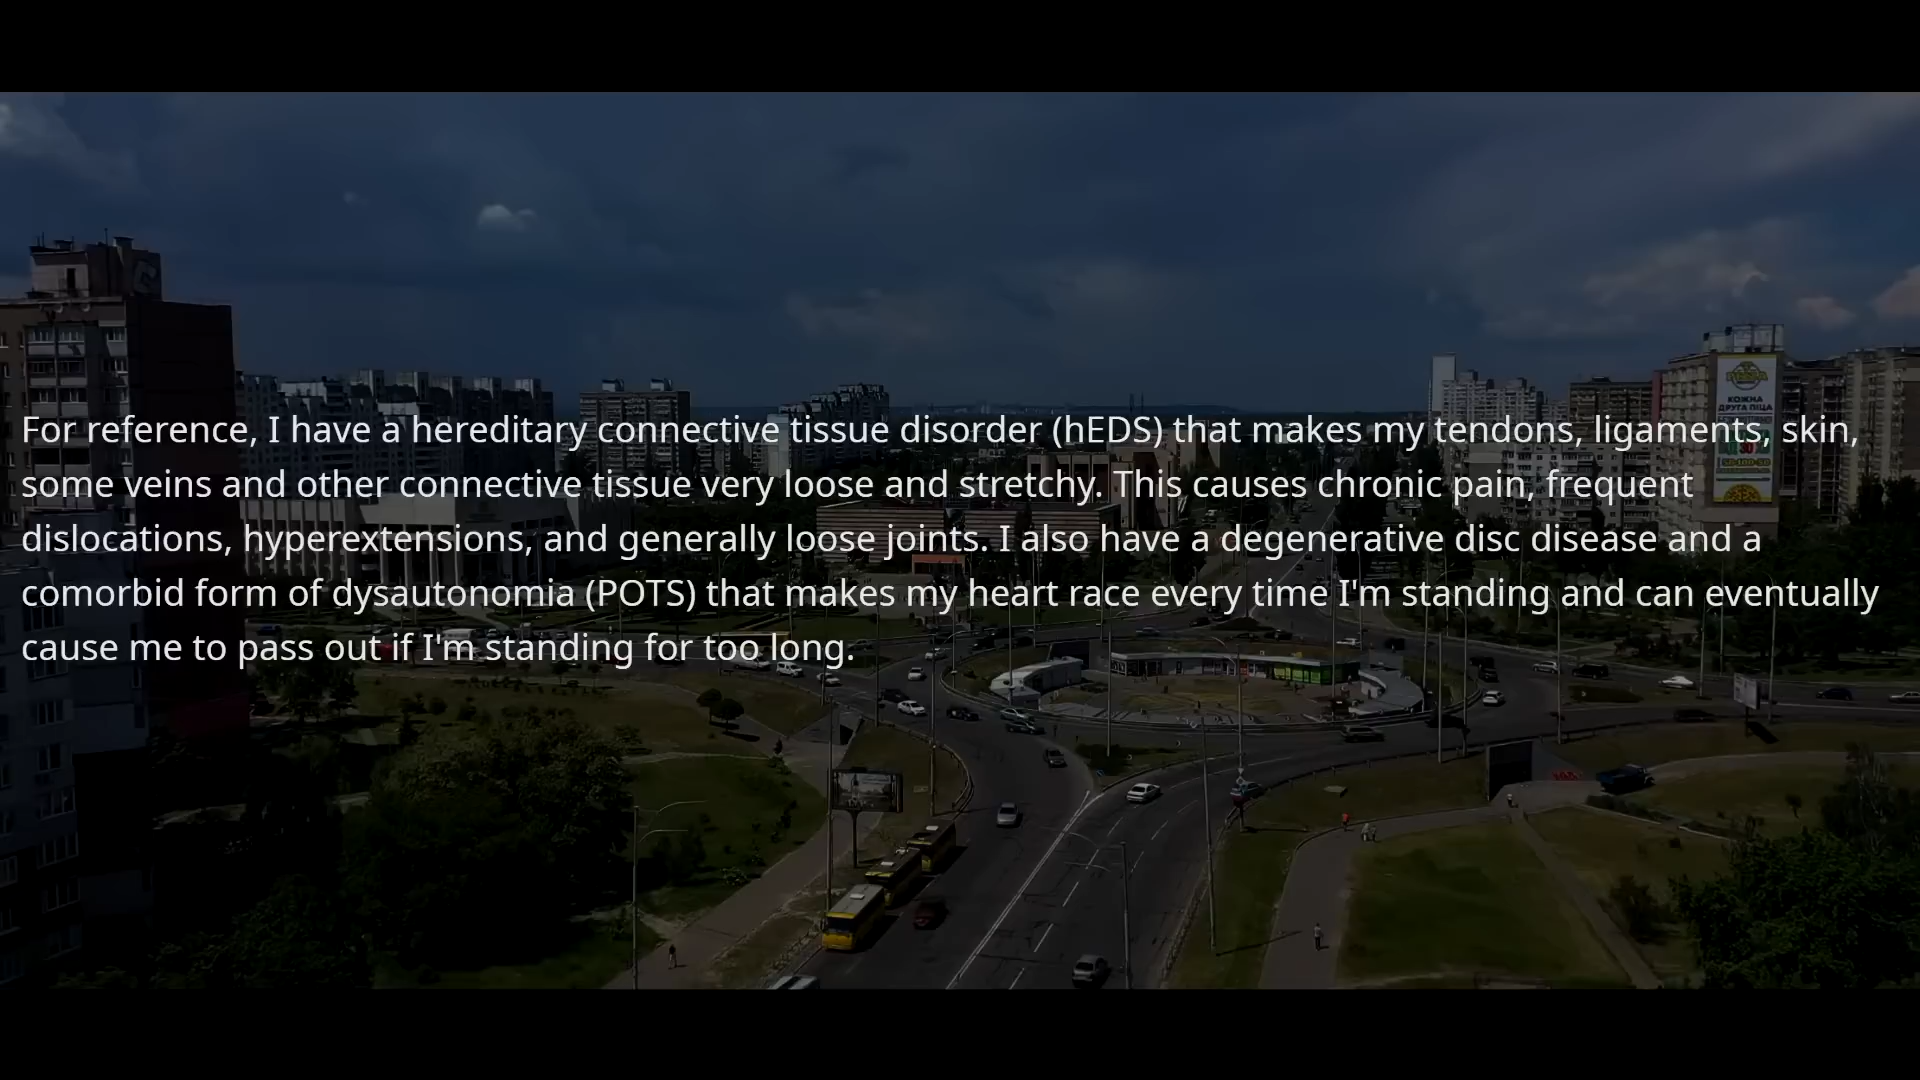 For reference, I have a hereditary connective tissue disorder (hEDS) that makes my tendons, ligaments, skin,
some veins and other connective tissue very loose and stretchy. This causes chronic pain, frequent
dislocations, hyperextensions, and generally loose joints. I also have a degenerative disc disease and a
comorbid form of dysautonomia (POTS) that makes my heart race every time I'm standing and can eventually
cause me to pass out if I'm standing for too long.
КОЖНА
ДРУГА ПІЦА